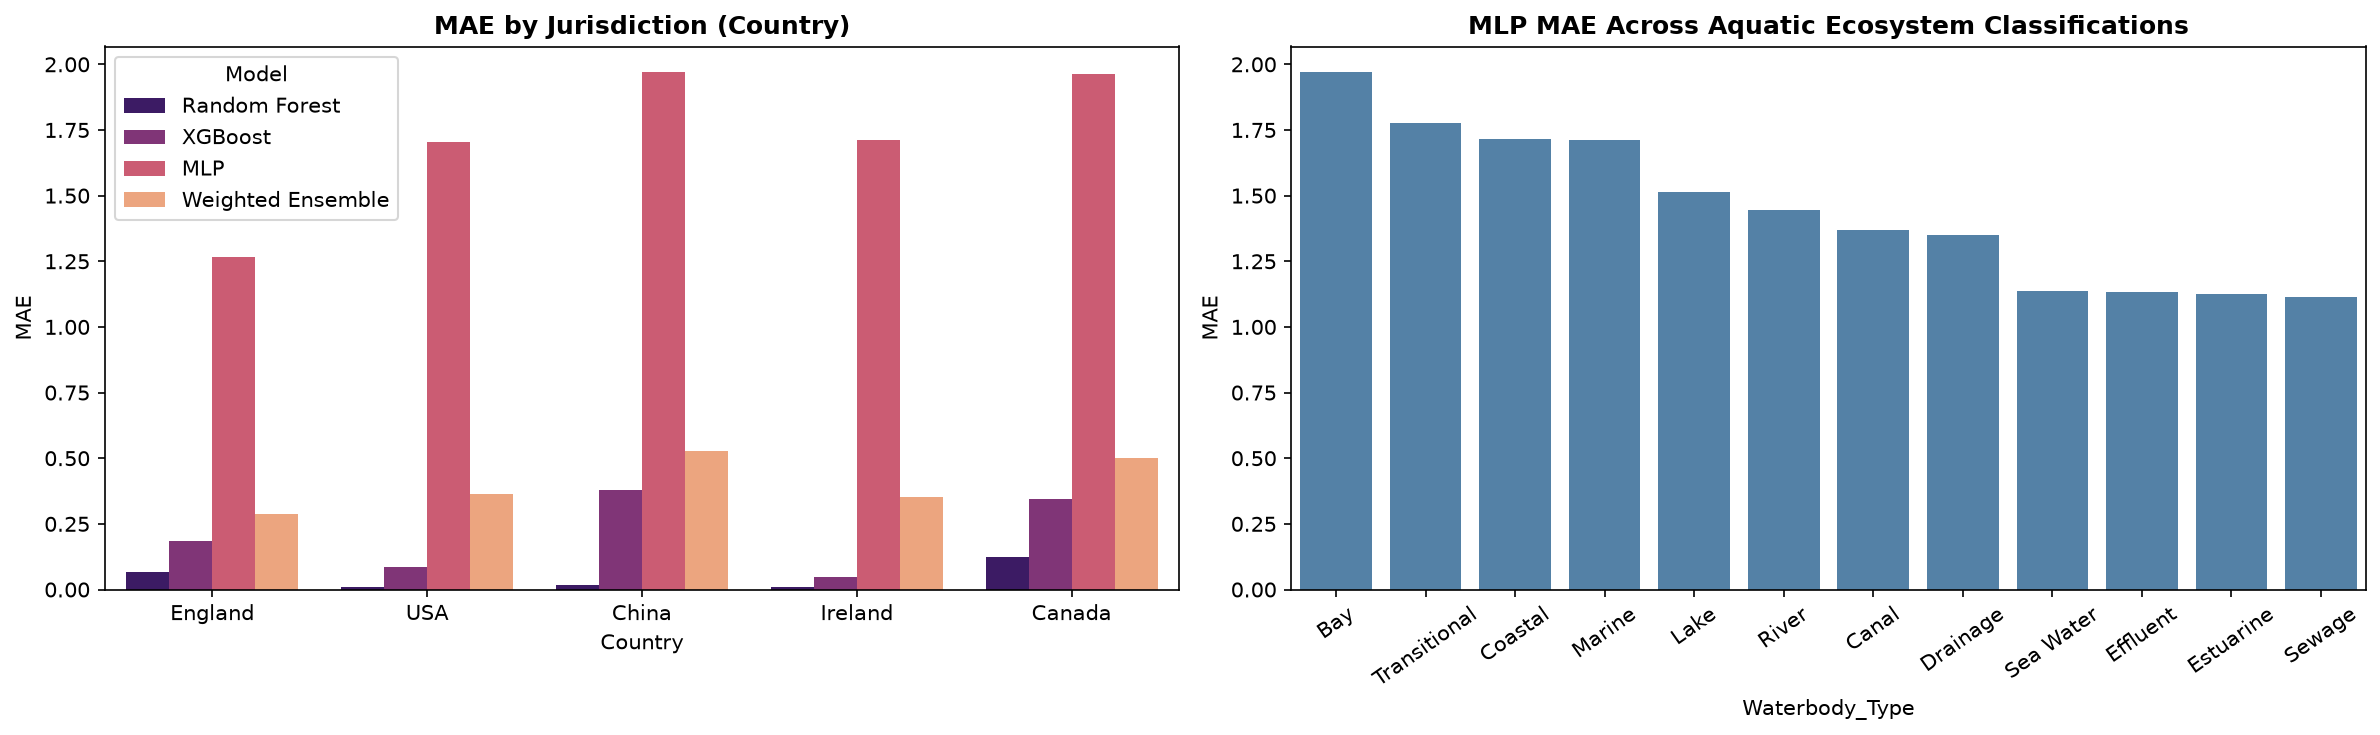 MAE by Jurisdiction (Country)
MAE
2.00
1.75
1.50
1.25
1.00
0.75
0.50
0.25
0.00
Model
Random Forest
XGBoost
MLP
Weighted Ensemble
England USA China Ireland Canada
Country
MLP MAE Across Aquatic Ecosystem Classifications
MAE
2.00
1.75
1.50
1.25
1.00
0.75
0.50
0.25
0.00
Bay Transitional Coastal Marine Lake River Canal Drainage Sea Water Effluent Estuarine Sewage
Waterbody_Type